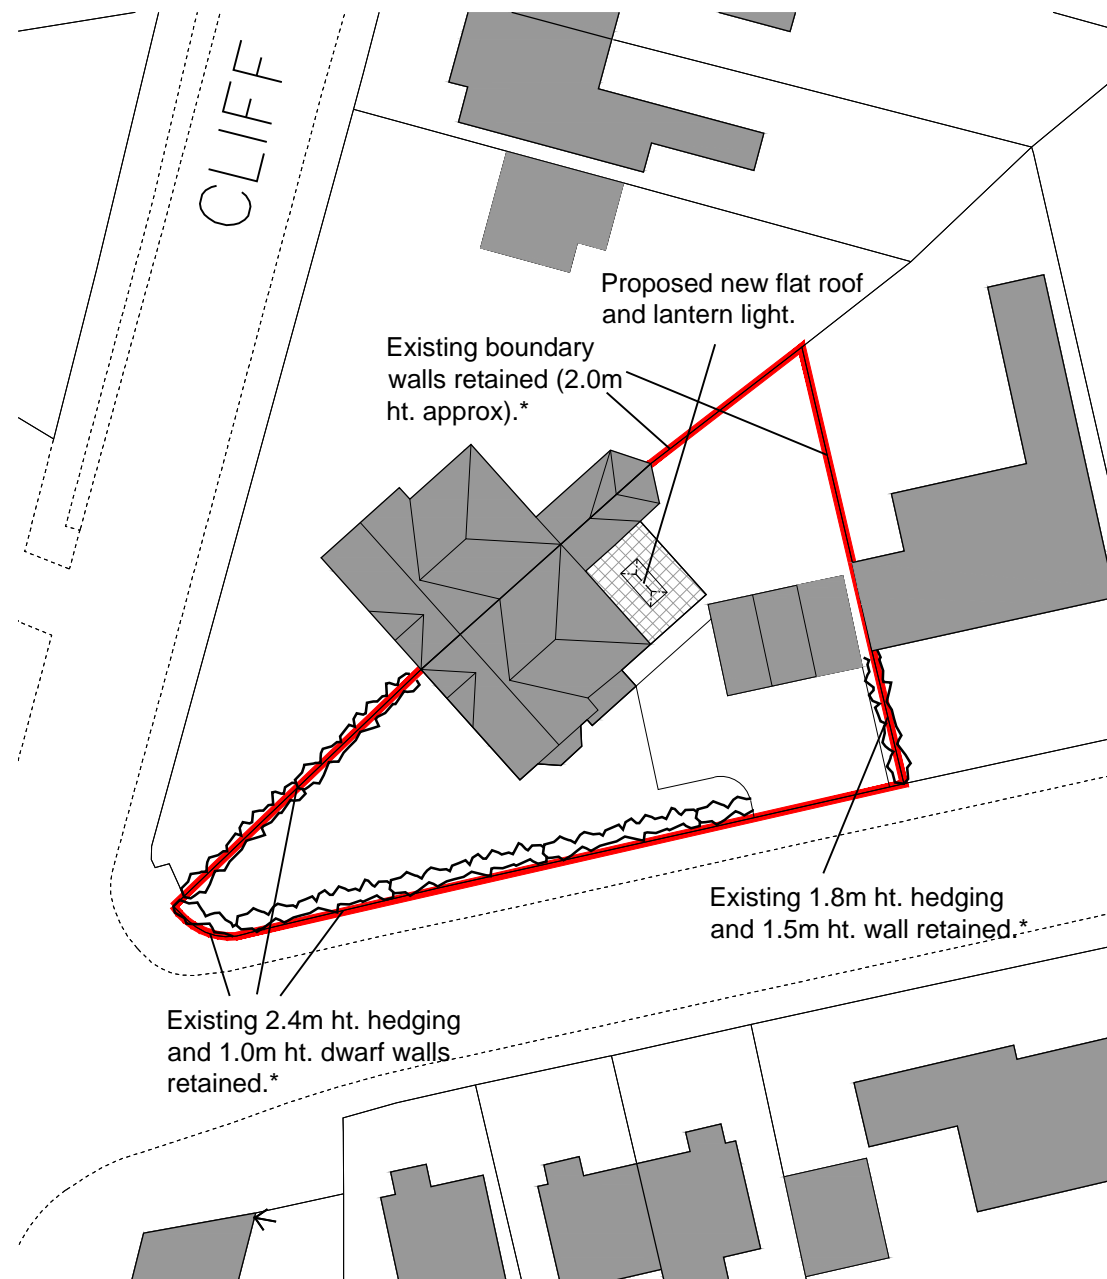 CLIFF
Proposed new flat roof
and lantern light.
Existing boundary
walls retained (2.0m
ht. approx).*
Existing 1.8m ht. hedging
and 1.5m ht. wall retained.*
Existing 2.4m ht. hedging
and 1.0m ht. dwarf walls
retained.*